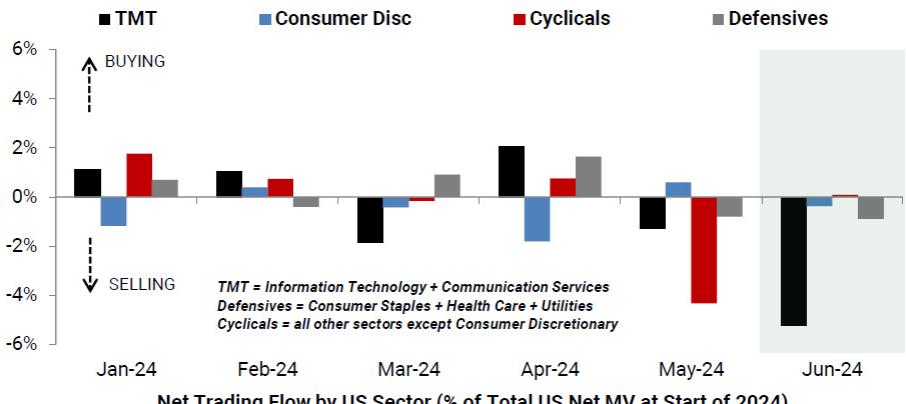 TMT Consumer Disc Cyclicals Defensives
6%
BUYING
4%
2%
0%
-2%
SELLING
-4%
-6%
TMT = Information Technology + Communication Services
Defensives = Consumer Staples + Health Care + Utilities
Cyclicals = all other sectors except Consumer Discretionary
Jan-24 Feb-24 Mar-24 Apr-24 May-24 Jun-24
Net Trading Flow by US Sector (% of Total US Net MV at Start of 2024)